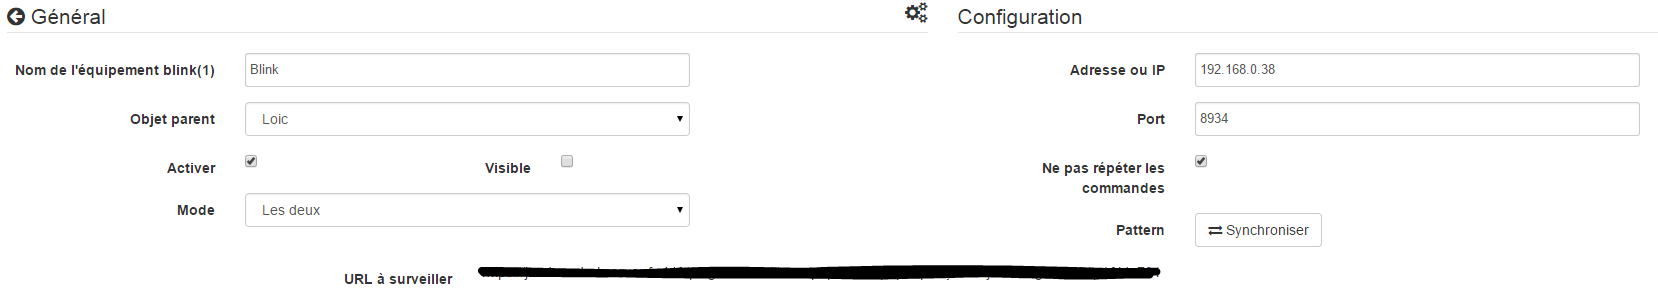 Général
Nom de l'équipement blink(1) Blink
Objet parent Loic
Activer Visible
Mode Les deux
URL à surveiller
Configuration
Adresse ou IP 192.168.0.38
Port 8934
Ne pas répéter les
commandes
Pattern Synchroniser